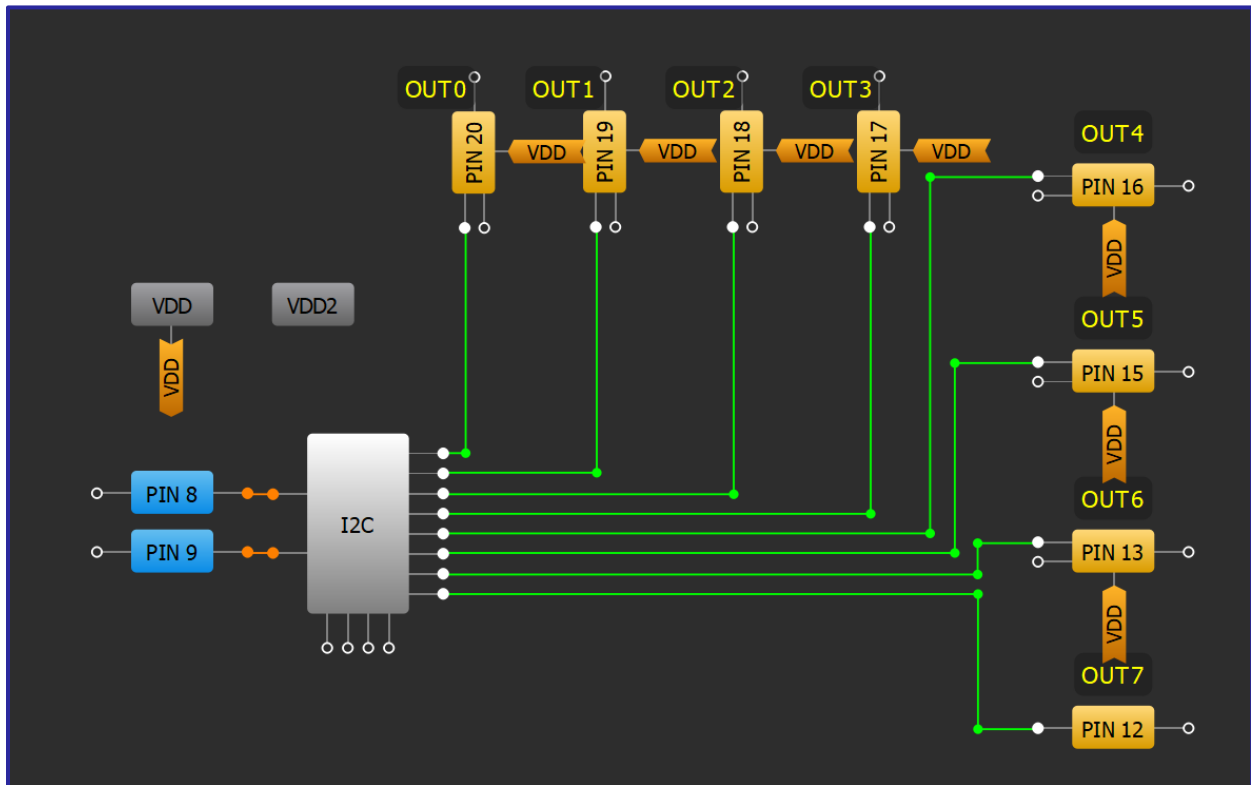 OUT0
OUT1
OUT2
OUT3
PIN 20
VDD
PIN 19
VDD
PIN 18
VDD
PIN 17
VDD
OUT4
PIN 16
VDD
VDD
VDD2
OUT5
VDD
PIN 15
VDD
PIN 8
OUT6
I2C
PIN 9
PIN 13
VDD
OUT7
PIN 12